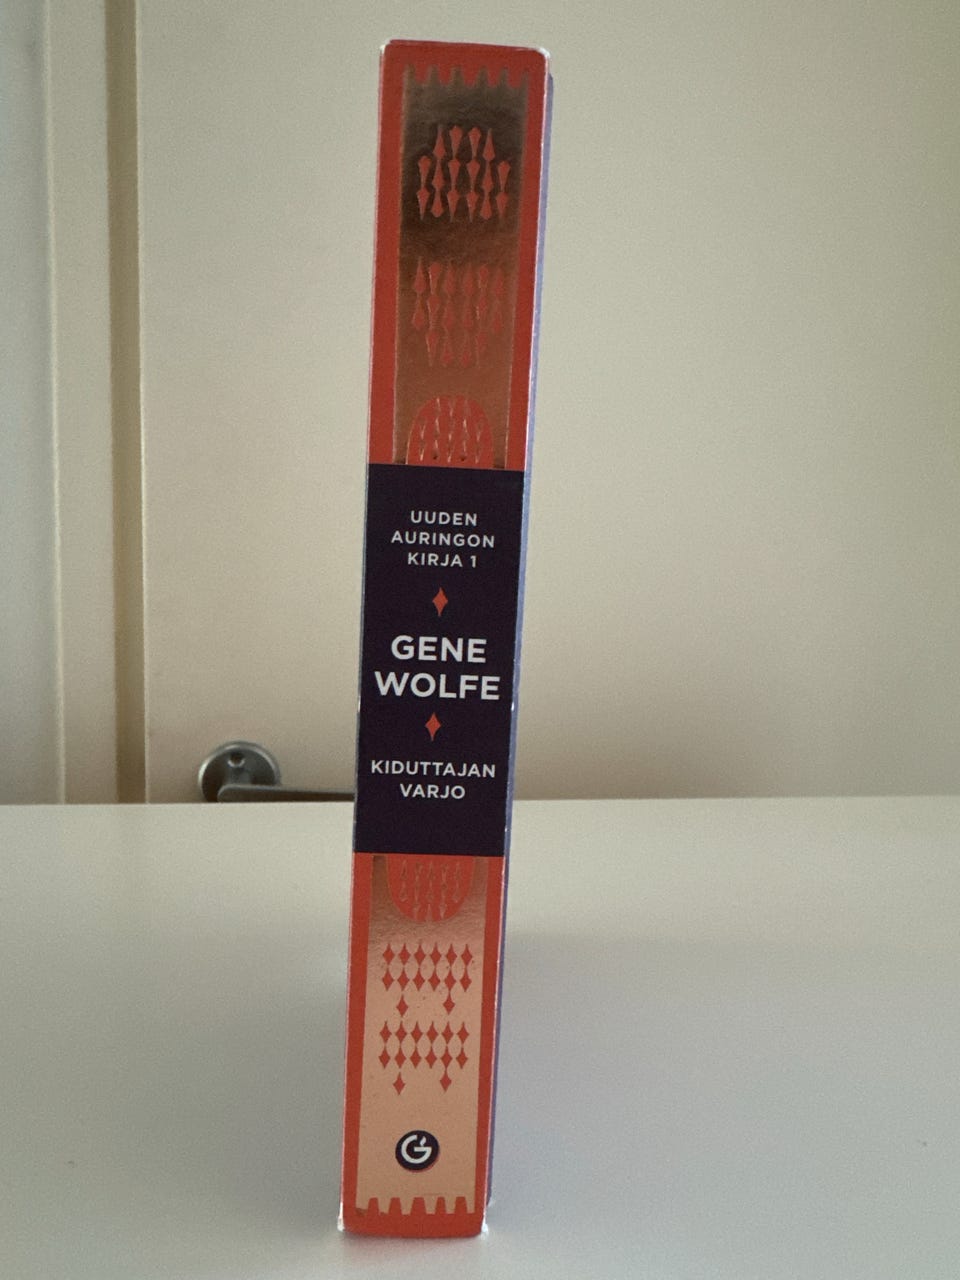 UUDEN
AURINGON
KIRJA 1
GENE
WOLFE
KIDUTTAJAN
VARJO
G